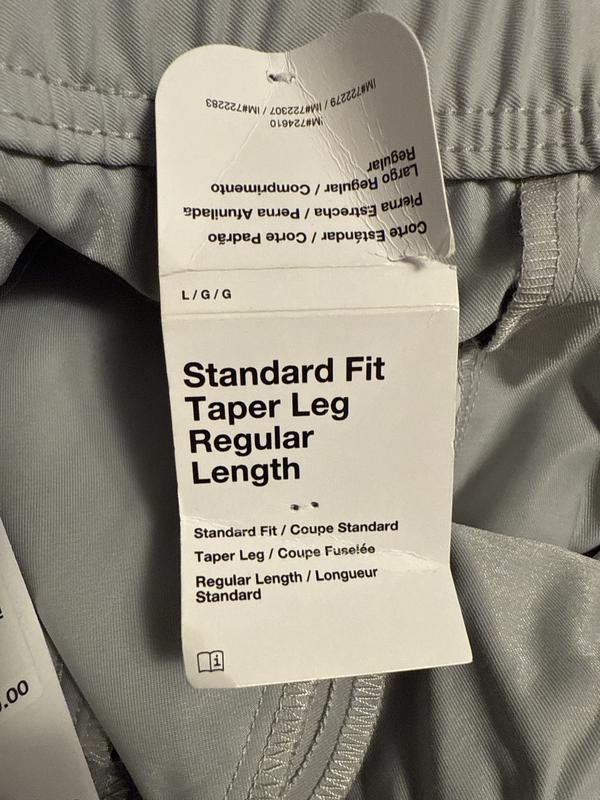 Corte Estándar / Corte Padrão
Pierna Estrecha / Perna Afunilada
Largo Regular / Comprimento
Regular
IM#724610
IM#722279 / IM#722307 / IM#722283
L / G / G
Standard Fit
Taper Leg
Regular
Length
Standard Fit / Coupe Standard
Taper Leg / Coupe Fuselée
Regular Length / Longueur
Standard
i
.00